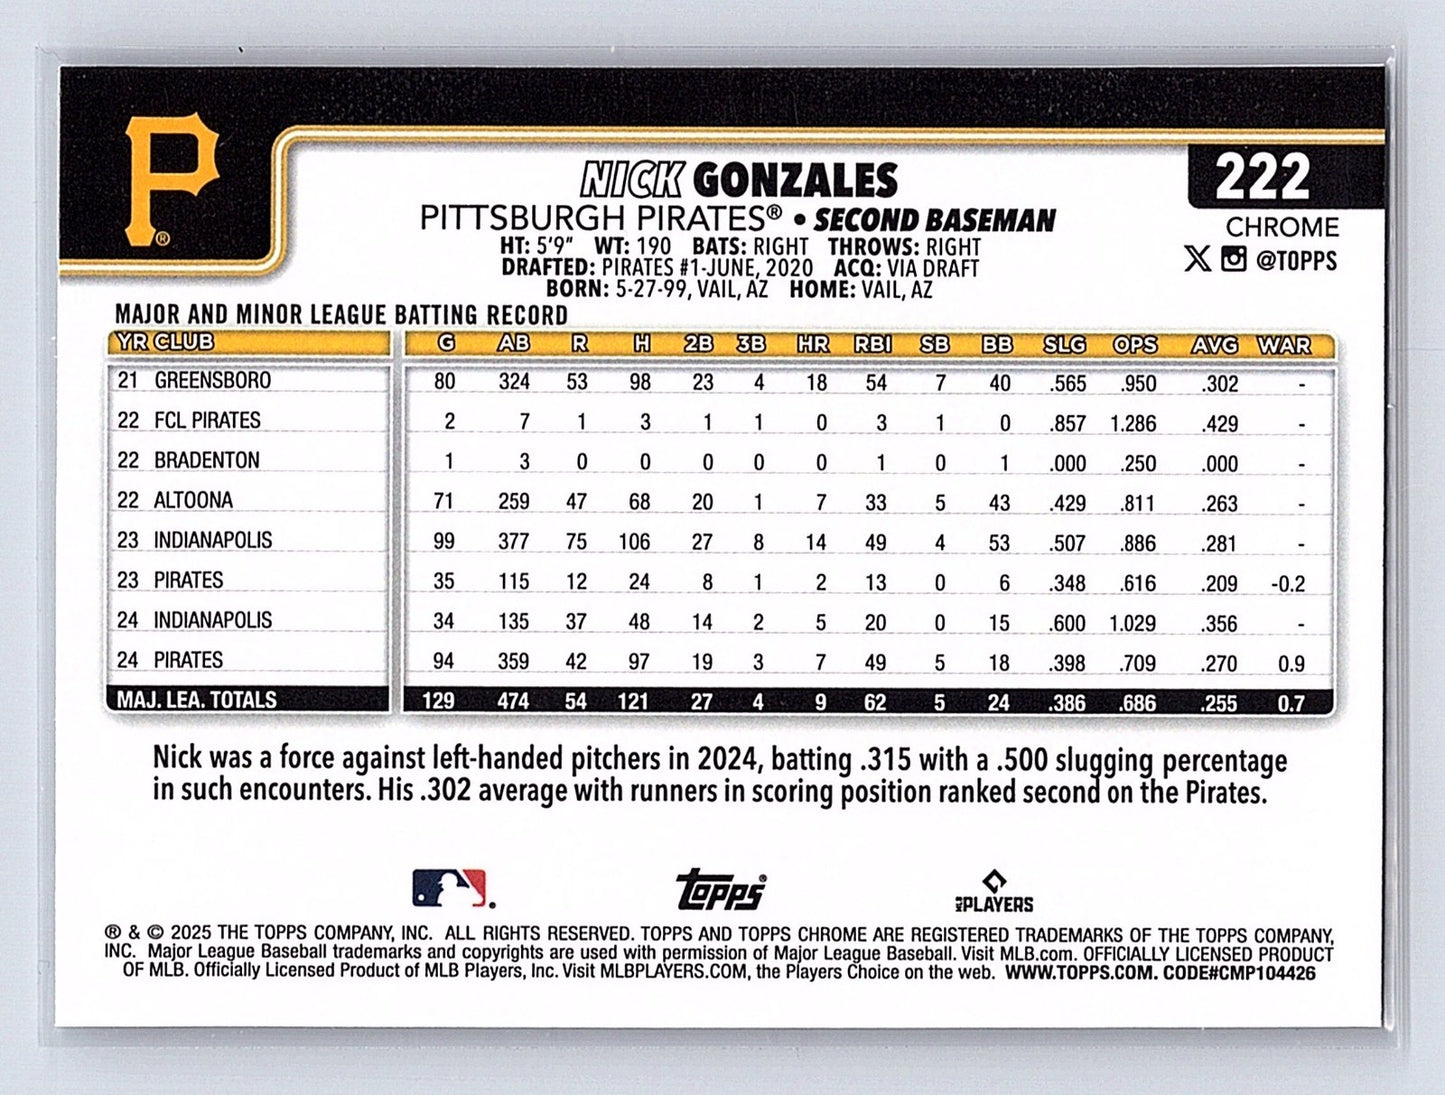 P®
222
NICK GONZALES
PITTSBURGH PIRATES® • SECOND BASEMAN
CHROME
HT: 5'9" WT: 190 BATS: RIGHT THROWS: RIGHT
X @TOPPS
DRAFTED: PIRATES #1-JUNE, 2020 ACQ: VIA DRAFT
BORN: 5-27-99, VAIL, AZ HOME: VAIL, AZ
MAJOR AND MINOR LEAGUE BATTING RECORD
YR CLUB G AB R H 2B 3B HR RBI SB BB SLG OPS AVG WAR
21 GREENSBORO 80 324 53 98 23 4 18 54 7 40 .565 .950 .302 -
22 FCL PIRATES 2 7 1 3 1 1 0 3 1 0 .857 1.286 .429 -
22 BRADENTON 1 3 0 0 0 0 0 1 0 1 .000 .250 .000 -
22 ALTOONA 71 259 47 68 20 1 7 33 5 43 .429 .811 .263 -
23 INDIANAPOLIS 99 377 75 106 27 8 14 49 4 53 .507 .886 .281 -
23 PIRATES 35 115 12 24 8 1 2 13 0 6 .348 .616 .209 -0.2
24 INDIANAPOLIS 34 135 37 48 14 2 5 20 0 15 .600 1.029 .356 -
24 PIRATES 94 359 42 97 19 3 7 49 5 18 .398 .709 .270 0.9
MAJ. LEA. TOTALS 129 474 54 121 27 4 9 62 5 24 .386 .686 .255 0.7
Nick was a force against left-handed pitchers in 2024, batting .315 with a .500 slugging percentage
in such encounters. His .302 average with runners in scoring position ranked second on the Pirates.
topps® MLB PLAYERS
® & © 2025 THE TOPPS COMPANY, INC. ALL RIGHTS RESERVED. TOPPS AND TOPPS CHROME ARE REGISTERED TRADEMARKS OF THE TOPPS COMPANY,
INC. Major League Baseball trademarks and copyrights are used with permission of Major League Baseball. Visit MLB.com. OFFICIALLY LICENSED PRODUCT
OF MLB. Officially Licensed Product of MLB Players, Inc. Visit MLBPLAYERS.COM, the Players Choice on the web. WWW.TOPPS.COM. CODE#CMP104426